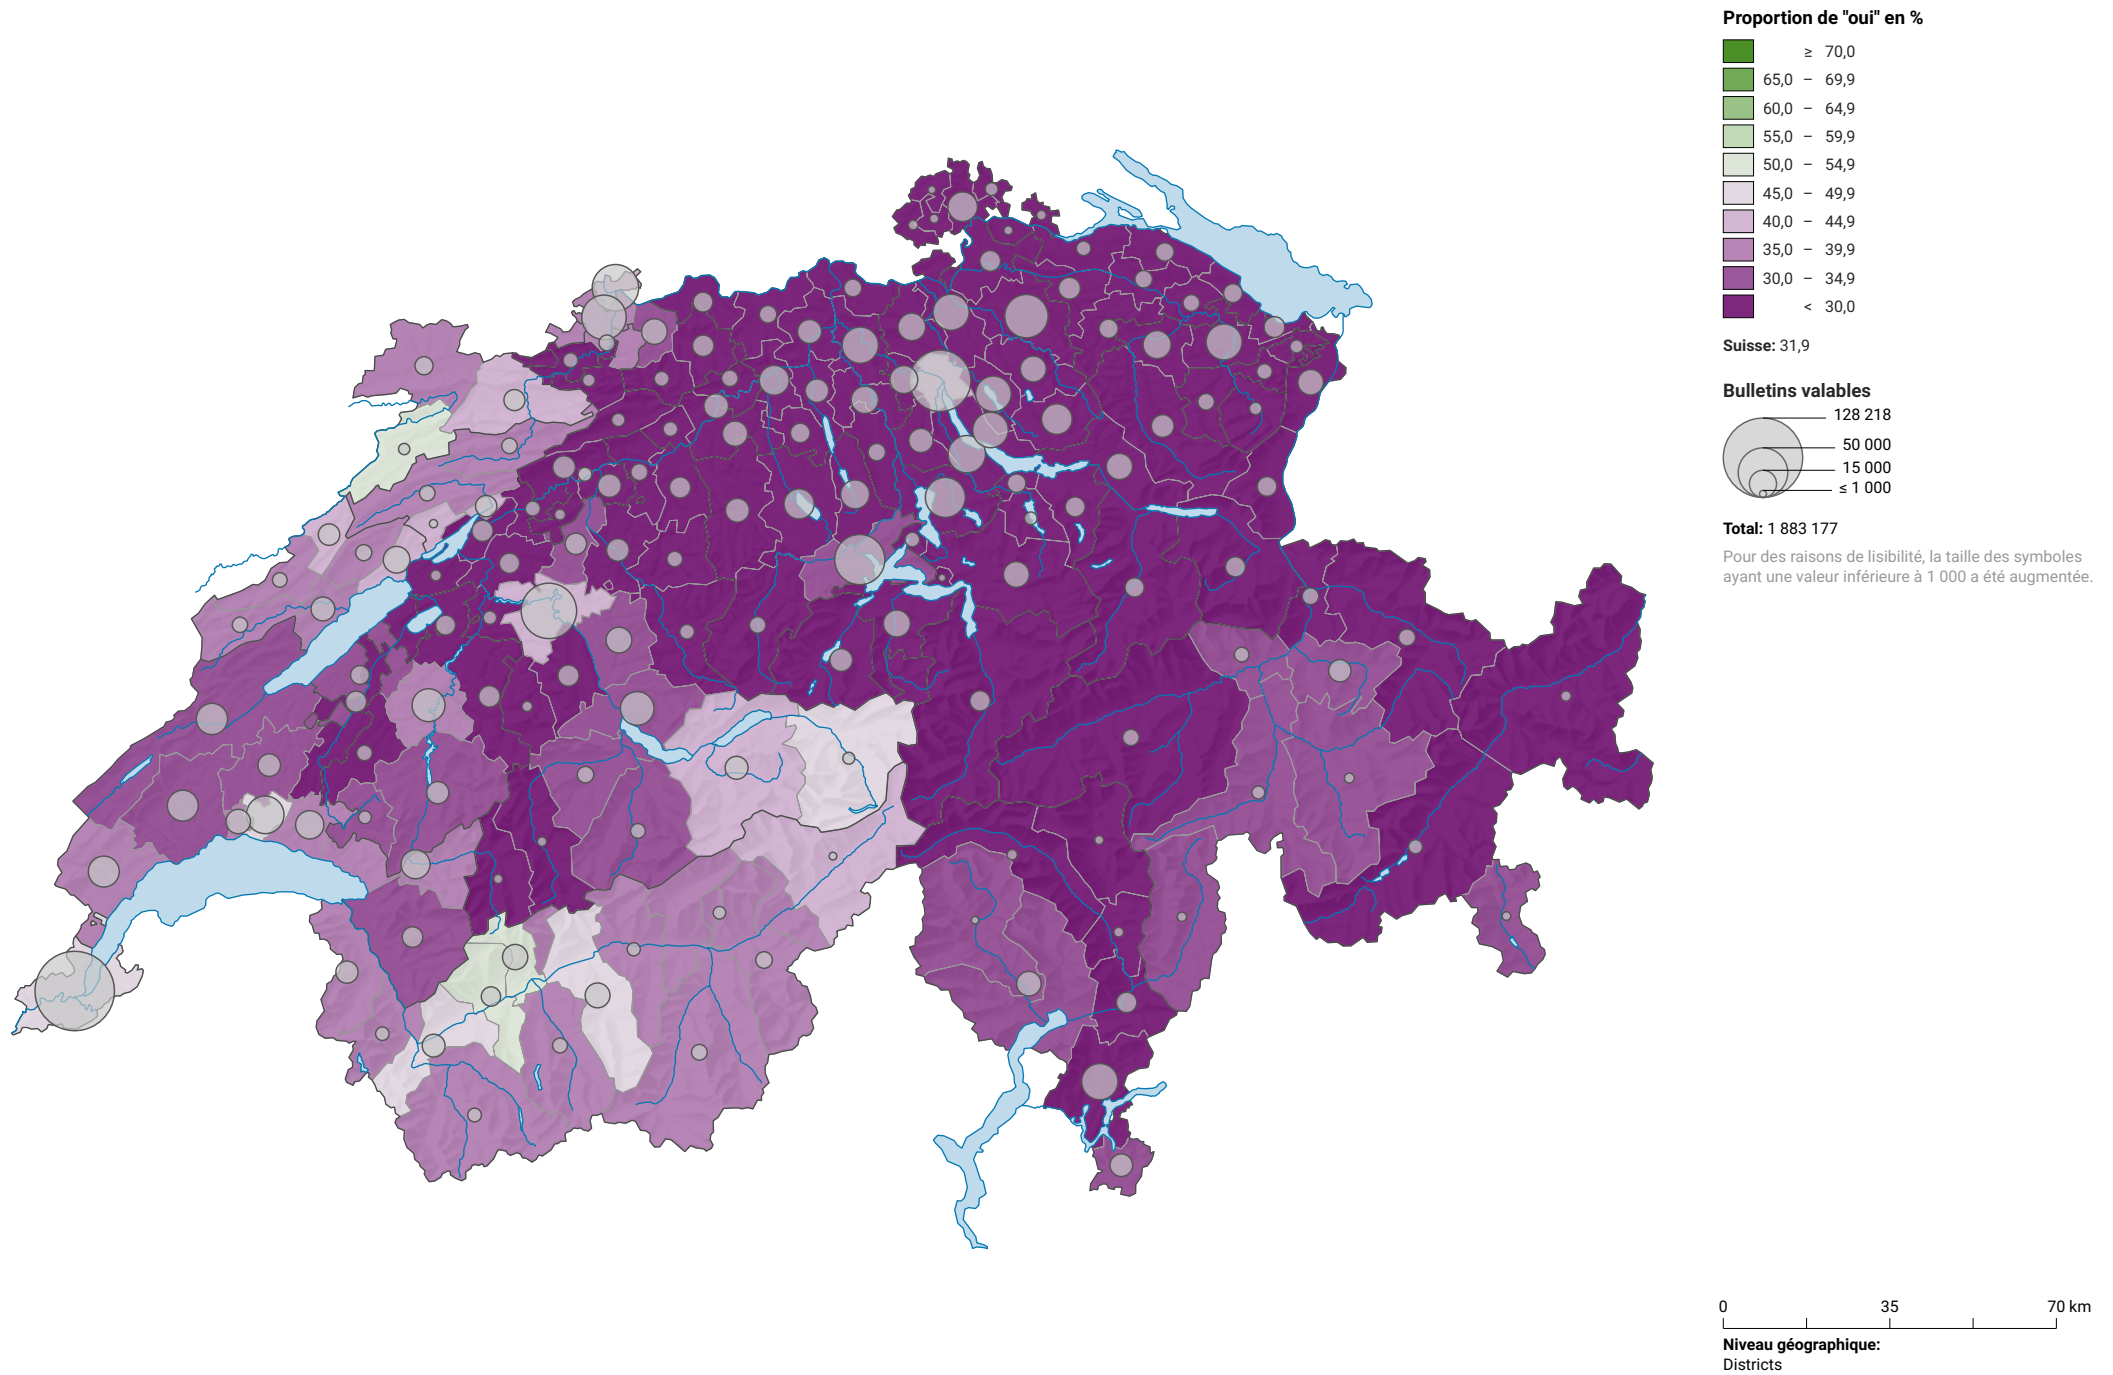 Proportion de "oui" en %
≥ 70,0
65,0 – 69,9
60,0 – 64,9
55,0 – 59,9
50,0 – 54,9
45,0 – 49,9
40,0 – 44,9
35,0 – 39,9
30,0 – 34,9
< 30,0
Suisse: 31,9
Bulletins valables
128 218
50 000
15 000
≤ 1 000
Total: 1 883 177
Pour des raisons de lisibilité, la taille des symboles
ayant une valeur inférieure à 1 000 a été augmentée.
0 35 70 km
Niveau géographique:
Districts